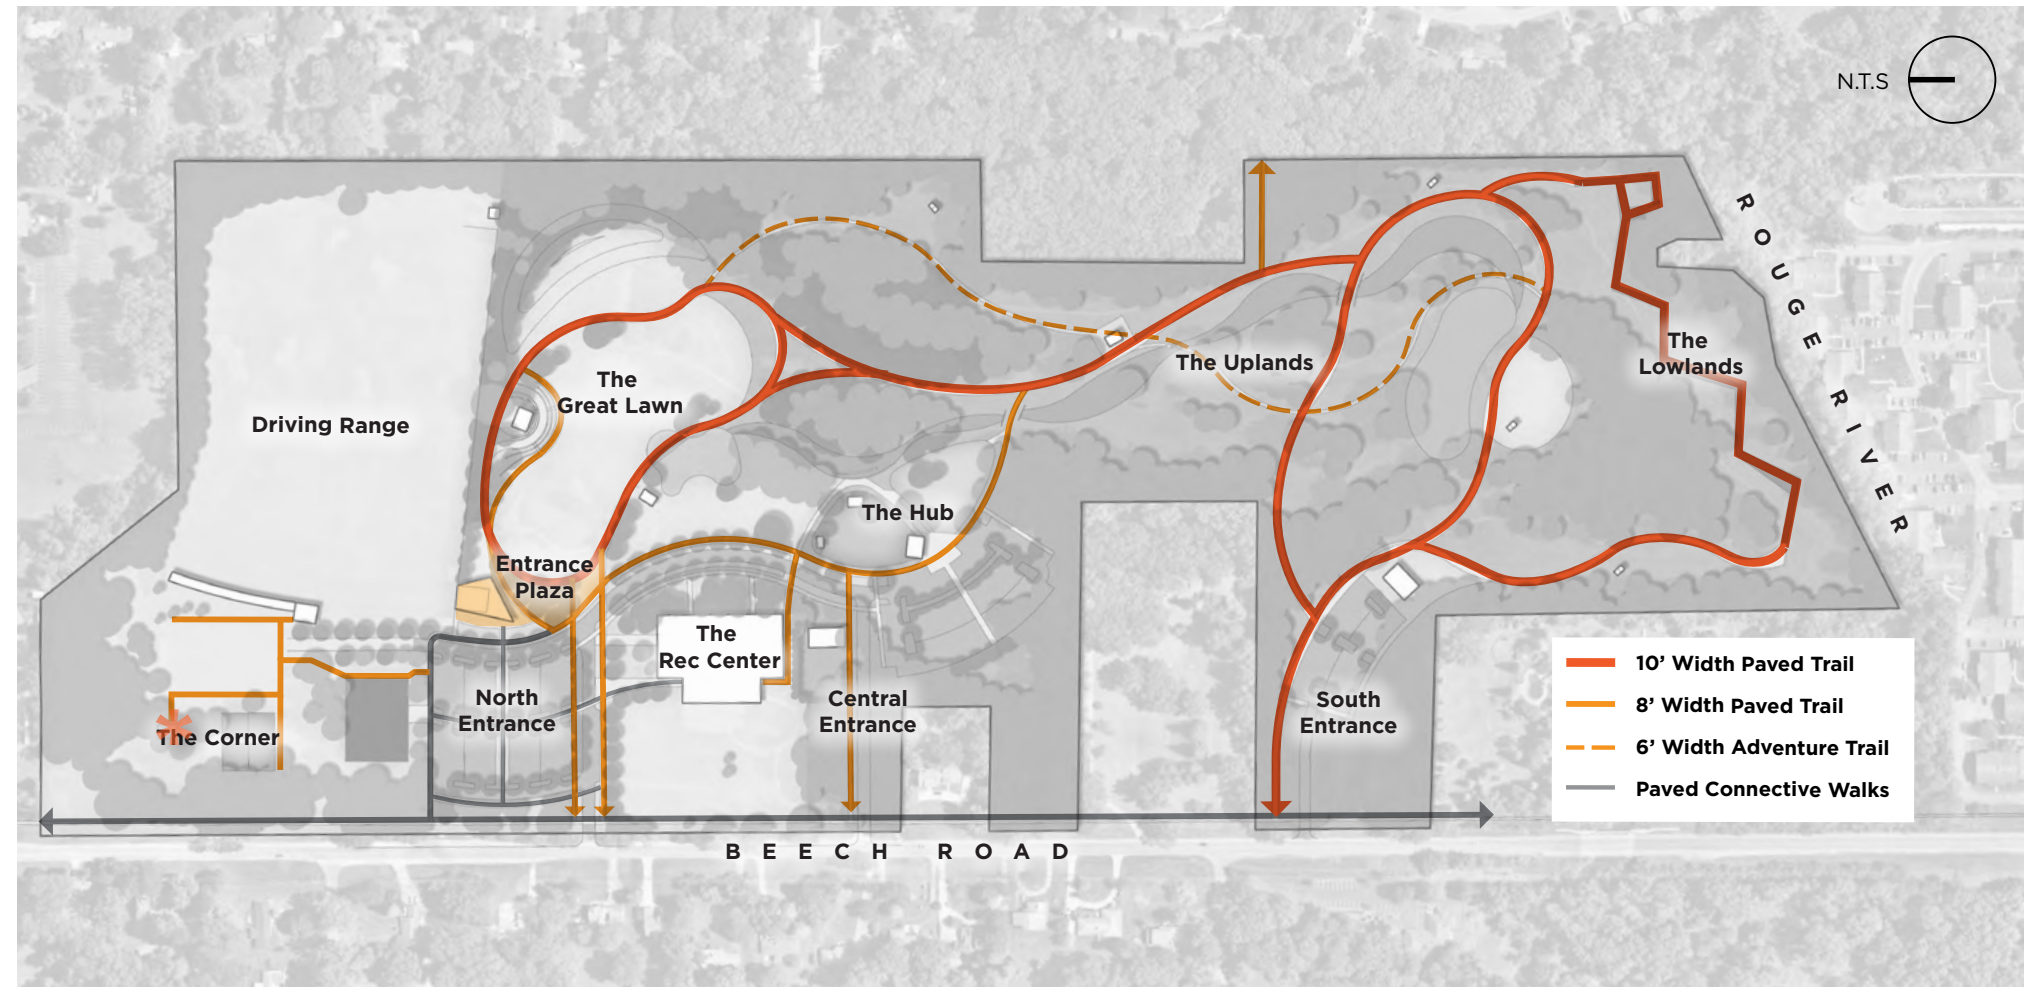 N.T.S
ROUGE RIVER
The Uplands
The
Lowlands
The
Great Lawn
Driving Range
The Hub
Entrance
Plaza
The
Rec Center
North
Entrance
Central
Entrance
South
Entrance
The Corner
10’ Width Paved Trail
8’ Width Paved Trail
6’ Width Adventure Trail
Paved Connective Walks
BEECH ROAD